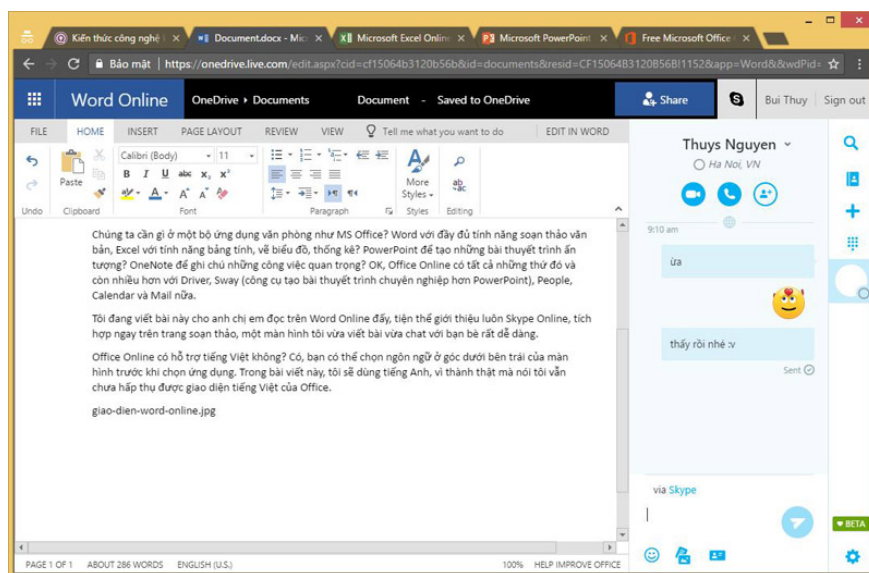 Kiến thức công nghệ
Document.docx - Mic
Microsoft Excel Online
Microsoft PowerPoint
Free Microsoft Office
Bảo mật https://onedrive.live.com/edit.aspx?cid=cf15064b3120b56b&id=documents&resid=CF15064B3120B56B!1152&app=Word&&wdPid=
Word Online OneDrive Documents Document - Saved to OneDrive Share Bui Thuy Sign out
FILE HOME INSERT PAGE LAYOUT REVIEW VIEW Tell me what you want to do EDIT IN WORD
Calibri (Body) 11
Paste
B I U abc x₂ x²
More
Styles
Undo Clipboard Font Paragraph Styles Editing
Chúng ta cần gì ở một bộ ứng dụng văn phòng như MS Office? Word với đầy đủ tính năng soạn thảo văn
bản, Excel với tính năng bảng tính, vẽ biểu đồ, thống kê? PowerPoint để tạo những bài thuyết trình ấn
tượng? OneNote để ghi chú những công việc quan trọng? OK, Office Online có tất cả những thứ đó và
còn nhiều hơn với Driver, Sway (công cụ tạo bài thuyết trình chuyên nghiệp hơn PowerPoint), People,
Calendar và Mail nữa.
Tôi đang viết bài này cho anh chị em đọc trên Word Online đấy, tiện thể giới thiệu luôn Skype Online, tích
hợp ngay trên trang soạn thảo, một màn hình tôi vừa viết bài vừa chat với bạn bè rất dễ dàng.
Office Online có hỗ trợ tiếng Việt không? Có, bạn có thể chọn ngôn ngữ ở góc dưới bên trái của màn
hình trước khi chọn ứng dụng. Trong bài viết này, tôi sẽ dùng tiếng Anh, vì thành thật mà nói tôi vẫn
chưa hấp thụ được giao diện tiếng Việt của Office.
giao-dien-word-online.jpg
PAGE 1 OF 1 ABOUT 286 WORDS ENGLISH (U.S.) 100% HELP IMPROVE OFFICE
Thuys Nguyen
Ha Noi, VN
9:10 am
ừa
thấy rồi nhé :v
Sent
via Skype
BETA